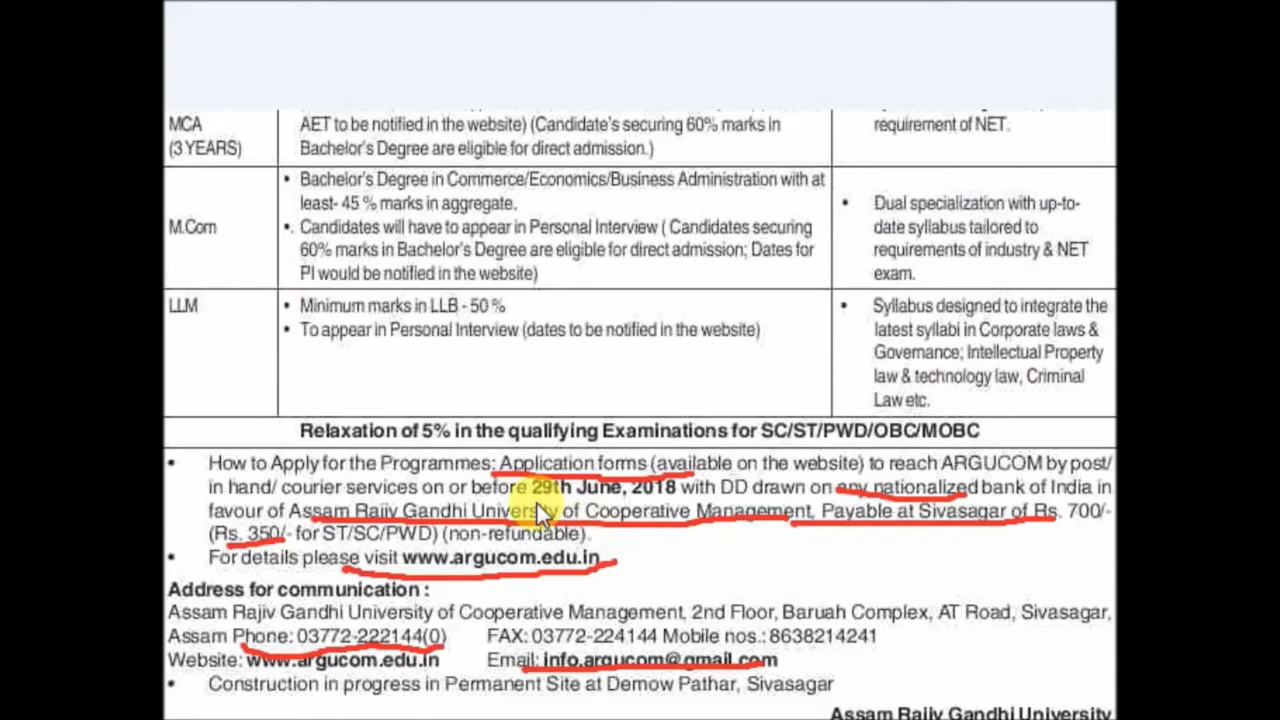 MCA
(3 YEARS)
AET to be notified in the website) (Candidate's securing 60% marks in
Bachelor's Degree are eligible for direct admission.)
requirement of NET.
M.Com
• Bachelor's Degree in Commerce/Economics/Business Administration with at
least- 45 % marks in aggregate.
•. Candidates will have to appear in Personal Interview ( Candidates securing
60% marks in Bachelor's Degree are eligible for direct admission; Dates for
PI would be notified in the website)
• Dual specialization with up-to-
date syllabus tailored to
requirements of industry & NET
exam.
LLM
• Minimum marks in LLB - 50 %
• To appear in Personal Interview (dates to be notified in the website)
• Syllabus designed to integrate the
latest syllabi in Corporate laws &
Governance; Intellectual Property
law & technology law, Criminal
Law etc.
Relaxation of 5% in the qualifying Examinations for SC/ST/PWD/OBC/MOBC
• How to Apply for the Programmes: Application forms (available on the website) to reach ARGUCOM by post/
in hand/ courier services on or before 29th June, 2018 with DD drawn on any nationalized bank of India in
favour of Assam Rajiv Gandhi University of Cooperative Management, Payable at Sivasagar of Rs. 700/-
(Rs. 350/- for ST/SC/PWD) (non-refundable).
• For details please visit www.argucom.edu.in
Address for communication :
Assam Rajiv Gandhi University of Cooperative Management, 2nd Floor, Baruah Complex, AT Road, Sivasagar,
Assam Phone: 03772-222144(0) FAX: 03772-224144 Mobile nos.: 8638214241
Website: www.argucom.edu.in Email: info.argucom@gmail.com
• Construction in progress in Permanent Site at Demow Pathar, Sivasagar
Assam Rajiv Gandhi University